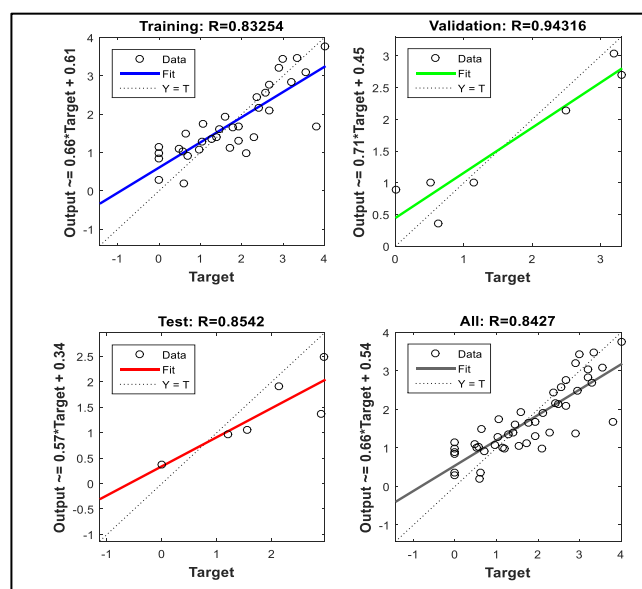 Training: R=0.83254
Output ~= 0.66*Target + 0.61
4
3
2
1
0
-1
Data
Fit
Y = T
-1
0
1
2
3
4
Target
Validation: R=0.94316
Output ~= 0.71*Target + 0.45
3
2.5
2
1.5
1
0.5
0
Data
Fit
Y = T
0
1
2
3
Target
Test: R=0.8542
Output ~= 0.57*Target + 0.34
2.5
2
1.5
1
0.5
0
-0.5
-1
Data
Fit
Y = T
-1
0
1
2
Target
All: R=0.8427
Output ~= 0.66*Target + 0.54
4
3
2
1
0
-1
Data
Fit
Y = T
-1
0
1
2
3
4
Target